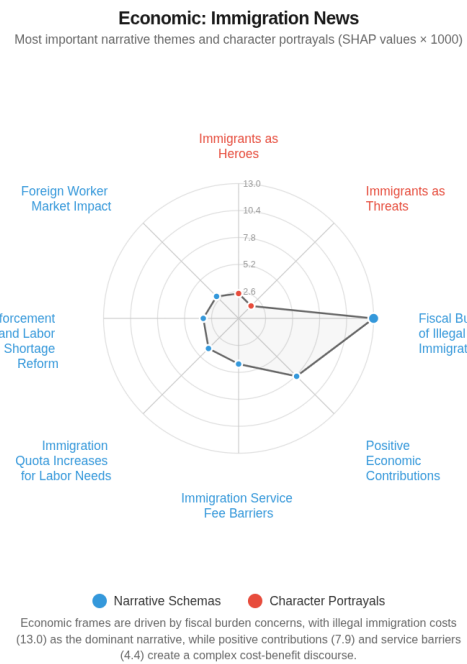 Economic: Immigration News
Most important narrative themes and character portrayals (SHAP values × 1000)
Immigrants as
Heroes
Foreign Worker
Market Impact
Immigrants as
Threats
13.0
10.4
7.8
5.2
2.6
and Labor
Shortage
Reform
Fiscal
of Illegal
Immigration
Quota Increases
for Labor Needs
Positive
Economic
Contributions
Immigration Service
Fee Barriers
Narrative Schemas
Character Portrayals
Economic frames are driven by fiscal burden concerns, with illegal immigration costs
(13.0) as the dominant narrative, while positive contributions (7.9) and service barriers
(4.4) create a complex cost-benefit discourse.